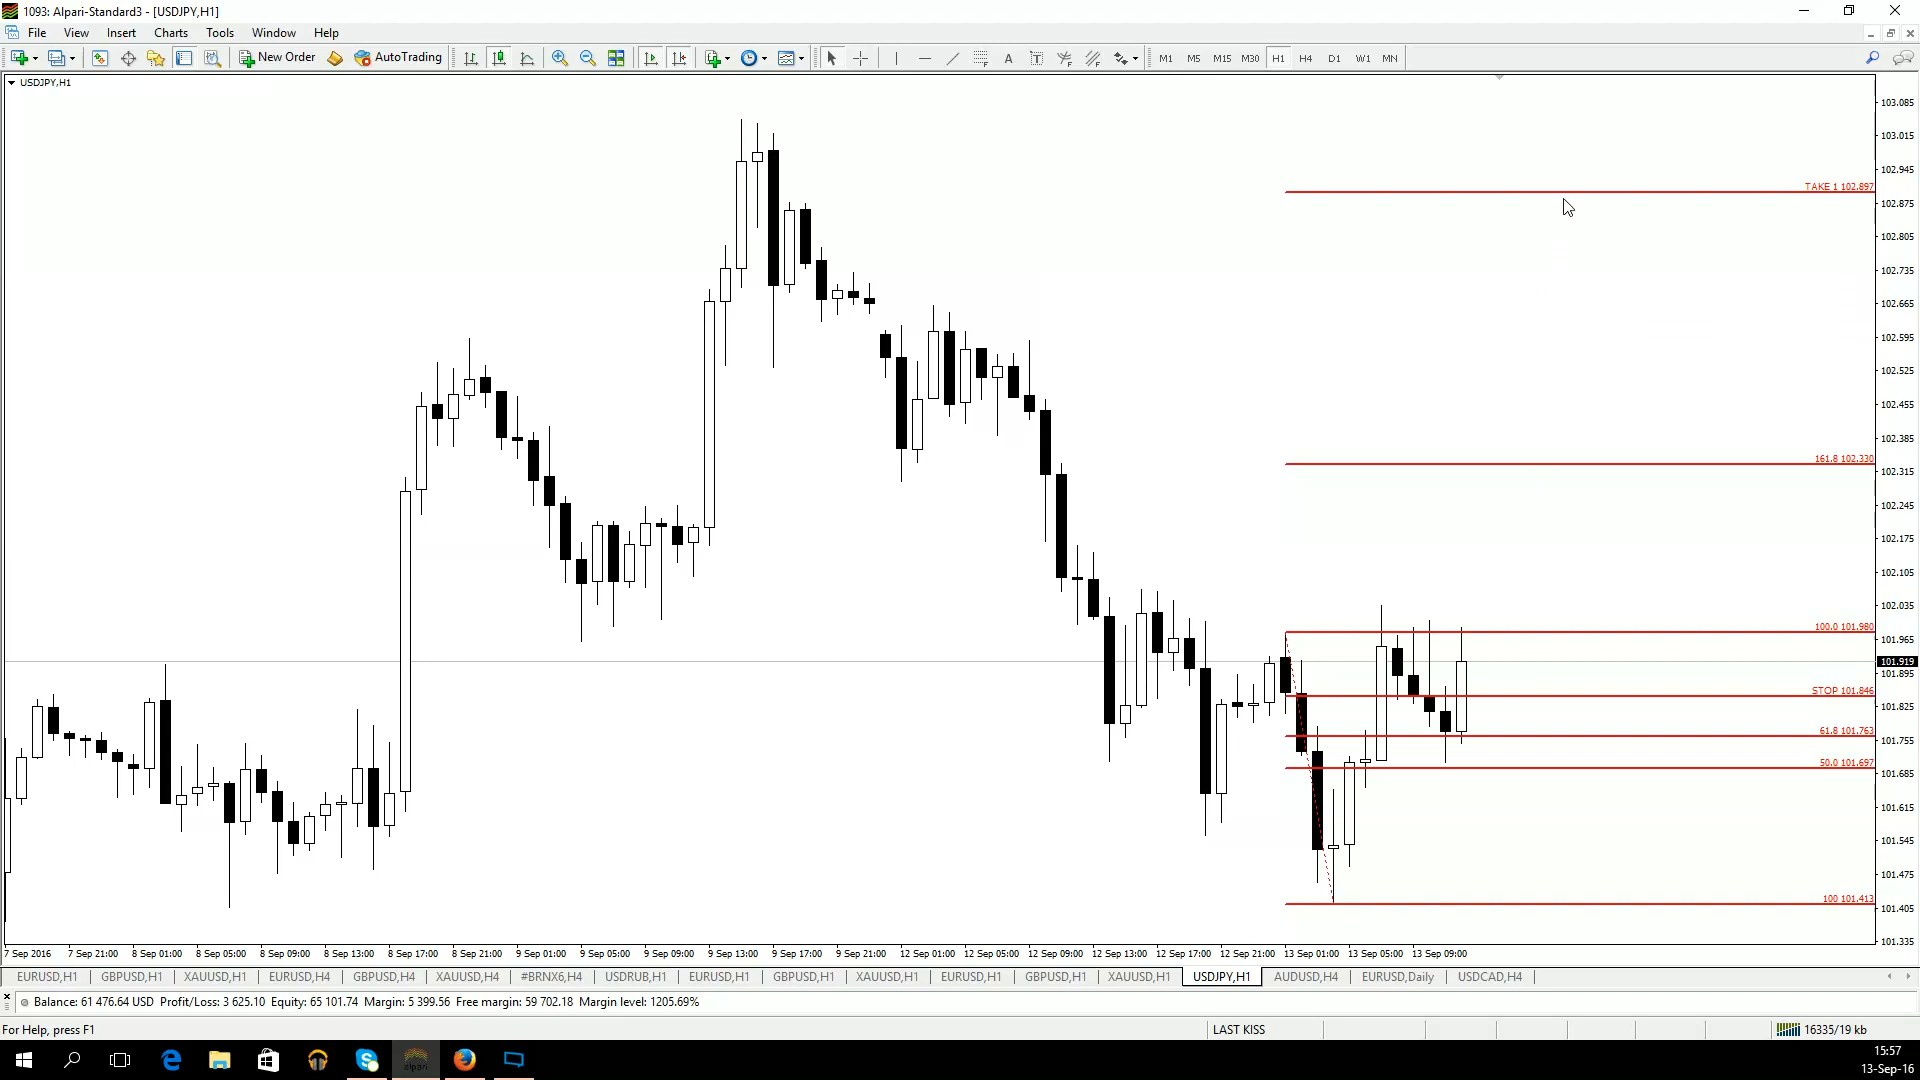 1093: Alpari-Standard3 - [USDJPY,H1]
File View Insert Charts Tools Window Help
New Order AutoTrading A T M1 M5 M15 M30 H1 H4 D1 W1 MN
USDJPY,H1
103.085
103.015
102.945
TAKE 1 102.897
102.875
102.805
102.735
102.665
102.595
102.525
102.455
102.385
161.8 102.330
102.315
102.245
102.175
102.105
102.035
100.0 101.980
101.965
101.919
101.895
STOP 101.846
101.825
61.8 101.763
101.755
50.0 101.697
101.685
101.615
101.545
101.475
100 101.413
101.405
101.335
7 Sep 2016 7 Sep 21:00 8 Sep 01:00 8 Sep 05:00 8 Sep 09:00 8 Sep 13:00 8 Sep 17:00 8 Sep 21:00 9 Sep 01:00 9 Sep 05:00 9 Sep 09:00 9 Sep 13:00 9 Sep 17:00 9 Sep 21:00 12 Sep 01:00 12 Sep 05:00 12 Sep 09:00 12 Sep 13:00 12 Sep 17:00 12 Sep 21:00 13 Sep 01:00 13 Sep 05:00 13 Sep 09:00
EURUSD,H1 GBPUSD,H1 XAUUSD,H1 EURUSD,H4 GBPUSD,H4 XAUUSD,H4 #BRNX6,H4 USDRUB,H1 EURUSD,H1 GBPUSD,H1 XAUUSD,H1 EURUSD,H1 GBPUSD,H1 XAUUSD,H1 USDJPY,H1 AUDUSD,H4 EURUSD,Daily USDCAD,H4
Balance: 61 476.64 USD Profit/Loss: 3 625.10 Equity: 65 101.74 Margin: 5 399.56 Free margin: 59 702.18 Margin level: 1205.69%
For Help, press F1 LAST KISS 16335/19 kb
alpari
15:57
13-Sep-16